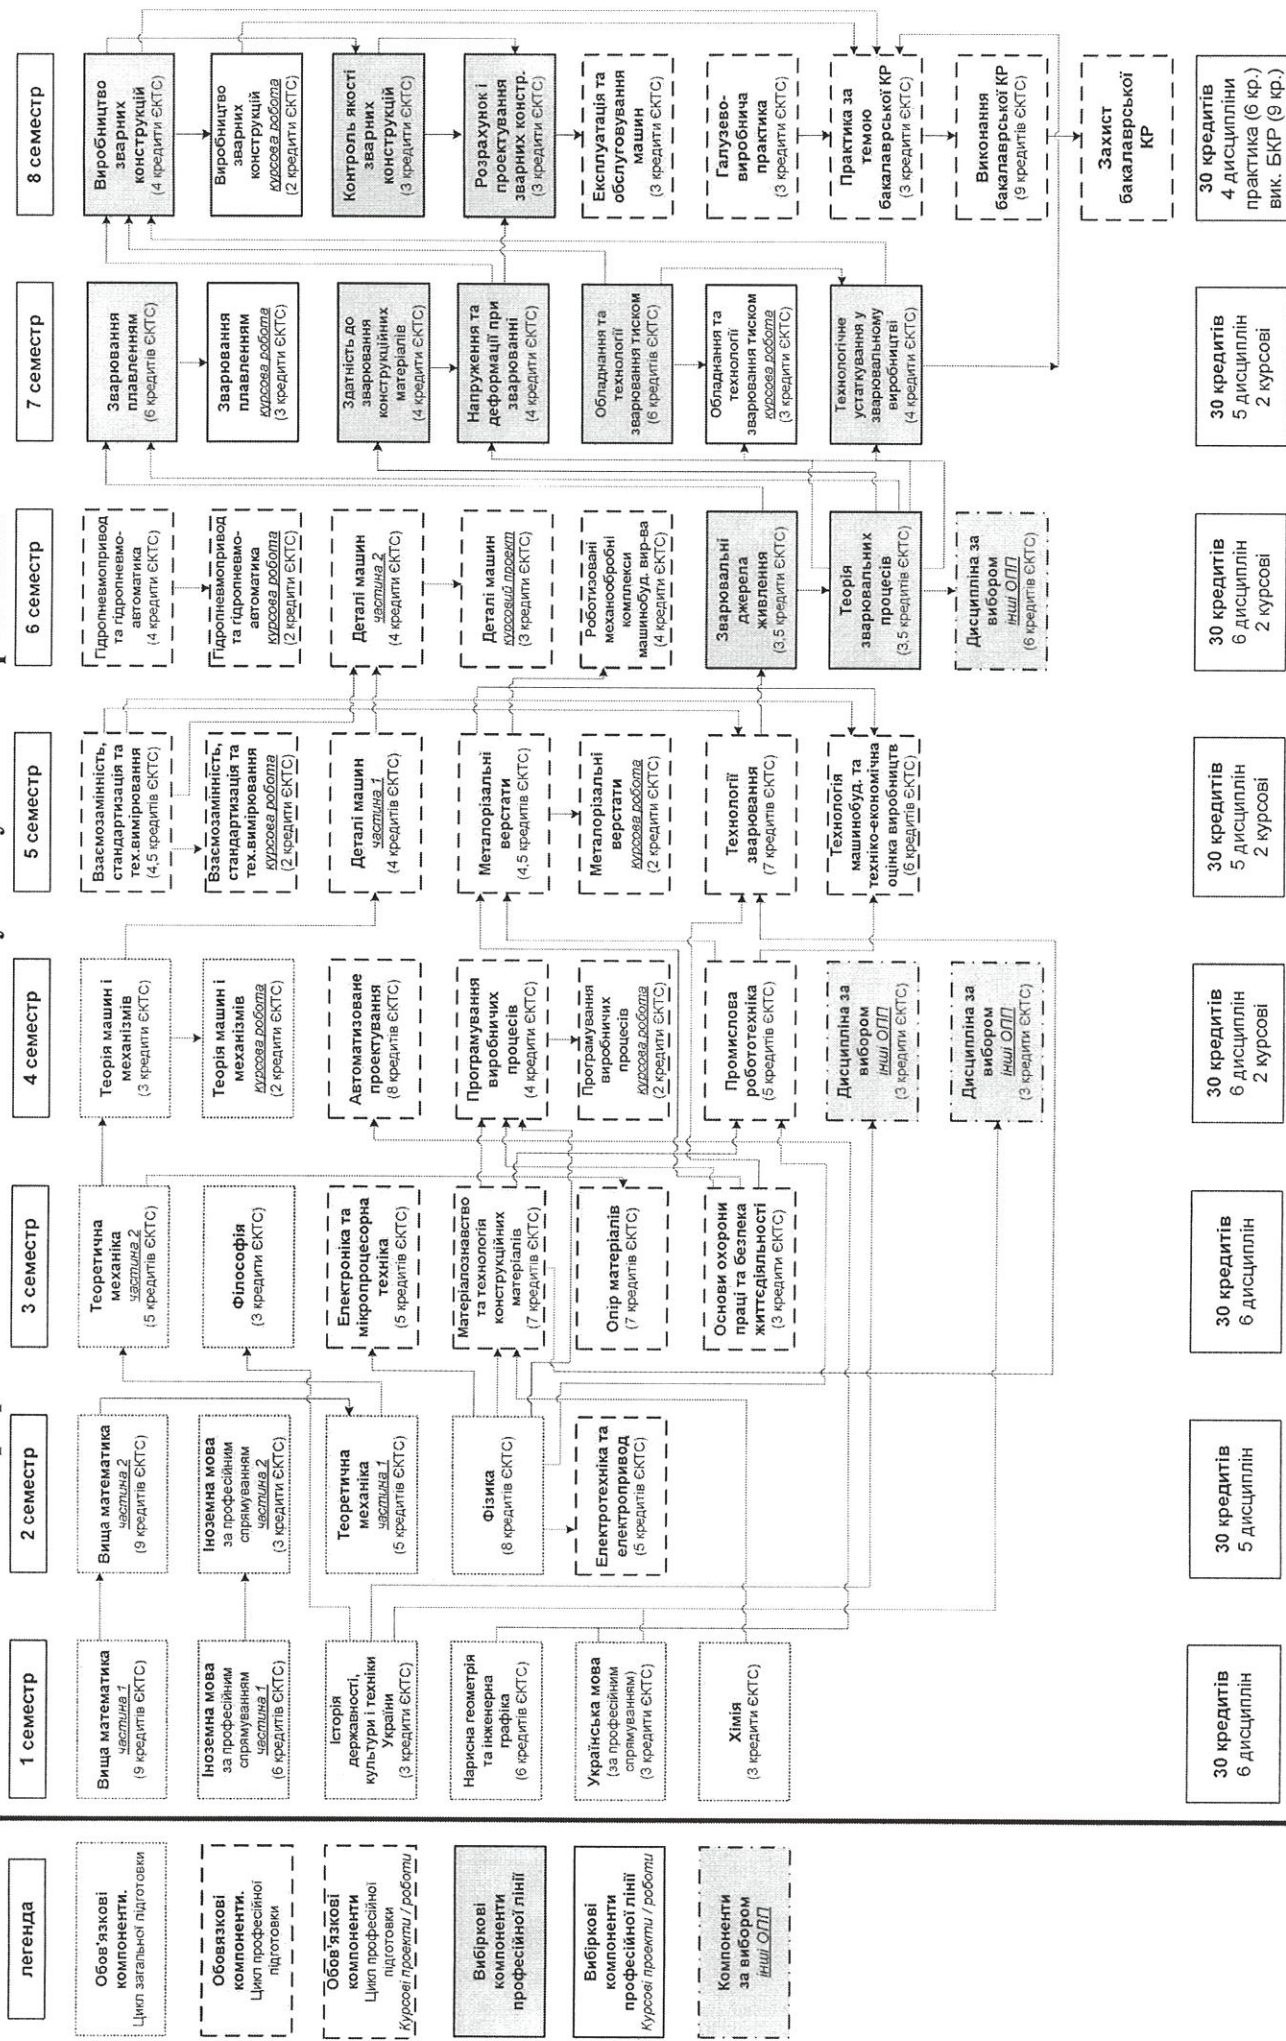 легенда
Обов'язкові
компоненти.
Цикл загальної підготовки
Обовязкові
компоненти.
Цикл професійної
підготовки
Обов'язкові
компоненти
Цикл професійної
підготовки
Курсові проекти / роботи
Вибіркові
компоненти
професійної лінії
Вибіркові
компоненти
професійної лінії
Курсові проекти / роботи
Компоненти
за вибором
інші ОПП
1 семестр
Вища математика
частина 1
(9 кредитів ЄКТС)
Іноземна мова
за професійним
спрямуванням
частина 1
(6 кредитів ЄКТС)
Історія
державності,
культури і техніки
України
(3 кредити ЄКТС)
Нарисна геометрія
та інженерна
графіка
(6 кредитів ЄКТС)
Українська мова
(за професійним
спрямуванням)
(3 кредити ЄКТС)
Хімія
(3 кредити ЄКТС)
30 кредитів
6 дисциплін
2 семестр
Вища математика
частина 2
(9 кредитів ЄКТС)
Іноземна мова
за професійним
спрямуванням
частина 2
(3 кредити ЄКТС)
Теоретична
механіка
частина 1
(5 кредитів ЄКТС)
Фізика
(8 кредитів ЄКТС)
Електротехніка та
електропривод
(5 кредитів ЄКТС)
30 кредитів
5 дисциплін
3 семестр
Теоретична
механіка
частина 2
(5 кредитів ЄКТС)
Філософія
(3 кредити ЄКТС)
Електроніка та
мікропроцесорна
техніка
(5 кредитів ЄКТС)
Матеріалознавство
та технологія
конструкційних
матеріалів
(7 кредитів ЄКТС)
Опір матеріалів
(7 кредитів ЄКТС)
Основи охорони
праці та безпека
життєдіяльності
(3 кредити ЄКТС)
30 кредитів
6 дисциплін
4 семестр
Теорія машин і
механізмів
(3 кредити ЄКТС)
Теорія машин і
механізмів
курсова робота
(2 кредити ЄКТС)
Автоматизоване
проектування
(8 кредитів ЄКТС)
Програмування
виробничих
процесів
(4 кредити ЄКТС)
Програмування
виробничих
процесів
курсова робота
(2 кредити ЄКТС)
Промислова
робототехніка
(5 кредитів ЄКТС)
Дисципліна за
вибором
інші ОПП
(3 кредити ЄКТС)
Дисципліна за
вибором
інші ОПП
(3 кредити ЄКТС)
30 кредитів
6 дисциплін
2 курсові
5 семестр
Взаємозамінність,
стандартизація та
тех.вимірювання
(4,5 кредитів ЄКТС)
Взаємозамінність,
стандартизація та
тех.вимірювання
курсова робота
(2 кредити ЄКТС)
Деталі машин
частина 1
(4 кредити ЄКТС)
Металорізальні
верстати
(4,5 кредитів ЄКТС)
Металорізальні
верстати
курсова робота
(2 кредити ЄКТС)
Технології
зварювання
(7 кредитів ЄКТС)
Технологія
машинобуд. та
техніко-економічна
оцінка виробництв
(6 кредитів ЄКТС)
30 кредитів
5 дисциплін
2 курсові
6 семестр
Гідропневмопривод
та гідропневмо-
автоматика
(4 кредити ЄКТС)
Гідропневмопривод
та гідропневмо-
автоматика
курсова робота
(2 кредити ЄКТС)
Деталі машин
частина 2
(4 кредити ЄКТС)
Деталі машин
курсовий проект
(3 кредити ЄКТС)
Роботизовані
механообробні
комплекси
машинобуд. вир-ва
(4 кредити ЄКТС)
Зварювальні
джерела
живлення
(3,5 кредити ЄКТС)
Теорія
зварювальних
процесів
(3,5 кредити ЄКТС)
Дисципліна за
вибором
інші ОПП
(6 кредитів ЄКТС)
30 кредитів
6 дисциплін
2 курсові
7 семестр
Зварювання
плавленням
(6 кредитів ЄКТС)
Зварювання
плавленням
курсова робота
(3 кредити ЄКТС)
Здатність до
зварювання
конструкційних
матеріалів
(4 кредити ЄКТС)
Напруження та
деформації при
зварюванні
(4 кредити ЄКТС)
Обладнання та
технології
зварювання тиском
(6 кредитів ЄКТС)
Обладнання та
технології
зварювання тиском
курсова робота
(3 кредити ЄКТС)
Технологічне
устаткування у
зварювальному
виробництві
(4 кредити ЄКТС)
30 кредитів
5 дисциплін
2 курсові
8 семестр
Виробництво
зварних
конструкцій
(4 кредити ЄКТС)
Виробництво
зварних
конструкцій
курсова робота
(2 кредити ЄКТС)
Контроль якості
зварних
конструкцій
(3 кредити ЄКТС)
Розрахунок і
проектування
зварних констр.
(3 кредити ЄКТС)
Експлуатація та
обслуговування
машин
(3 кредити ЄКТС)
Галузево-
виробнича
практика
(3 кредити ЄКТС)
Практика за
темою
бакалаврської КР
(3 кредити ЄКТС)
Виконання
бакалаврської КР
(9 кредитів ЄКТС)
Захист
бакалаврської
КР
30 кредитів
4 дисципліни
практика (6 кр.)
вик. БКР (9 кр.)